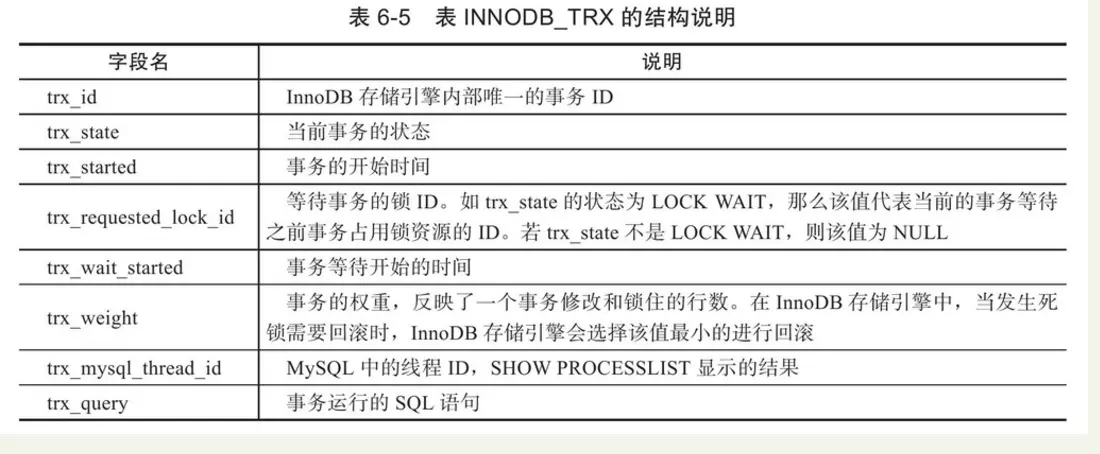 表 6-5 表 INNODB_TRX 的结构说明
字段名 说明
trx_id InnoDB 存储引擎内部唯一的事务 ID
trx_state 当前事务的状态
trx_started 事务的开始时间
trx_requested_lock_id 等待事务的锁 ID。如 trx_state 的状态为 LOCK WAIT，那么该值代表当前的事务等待
之前事务占用锁资源的 ID。若 trx_state 不是 LOCK WAIT，则该值为 NULL
trx_wait_started 事务等待开始的时间
trx_weight 事务的权重，反映了一个事务修改和锁住的行数。在 InnoDB 存储引擎中，当发生死
锁需要回滚时，InnoDB 存储引擎会选择该值最小的进行回滚
trx_mysql_thread_id MySQL 中的线程 ID，SHOW PROCESSLIST 显示的结果
trx_query 事务运行的 SQL 语句